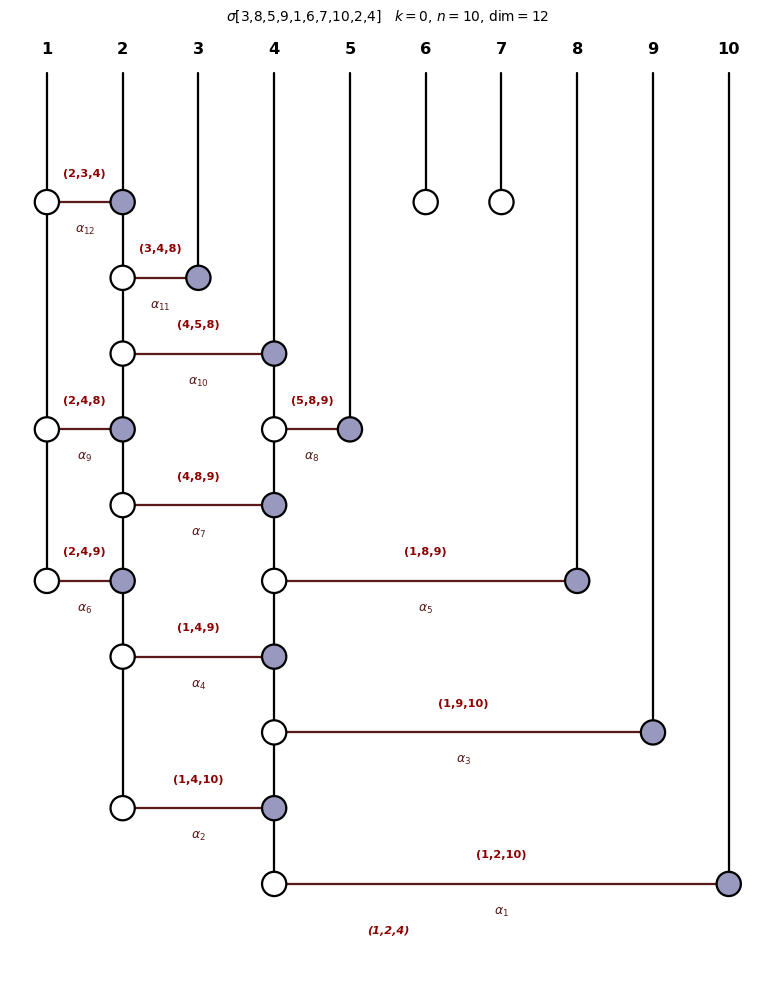 σ[3,8,5,9,1,6,7,10,2,4]   k=0, n=10, dim=12
1 2 3 4 5 6 7 8 9 10
(2,3,4)
α₁₂
(3,4,8)
α₁₁
(4,5,8)
α₁₀
(2,4,8) (5,8,9)
α₉ α₈
(4,8,9)
α₇
(2,4,9) (1,8,9)
α₆ α₅
(1,4,9)
α₄
(1,9,10)
α₃
(1,4,10)
α₂
(1,2,10)
α₁
(1,2,4)